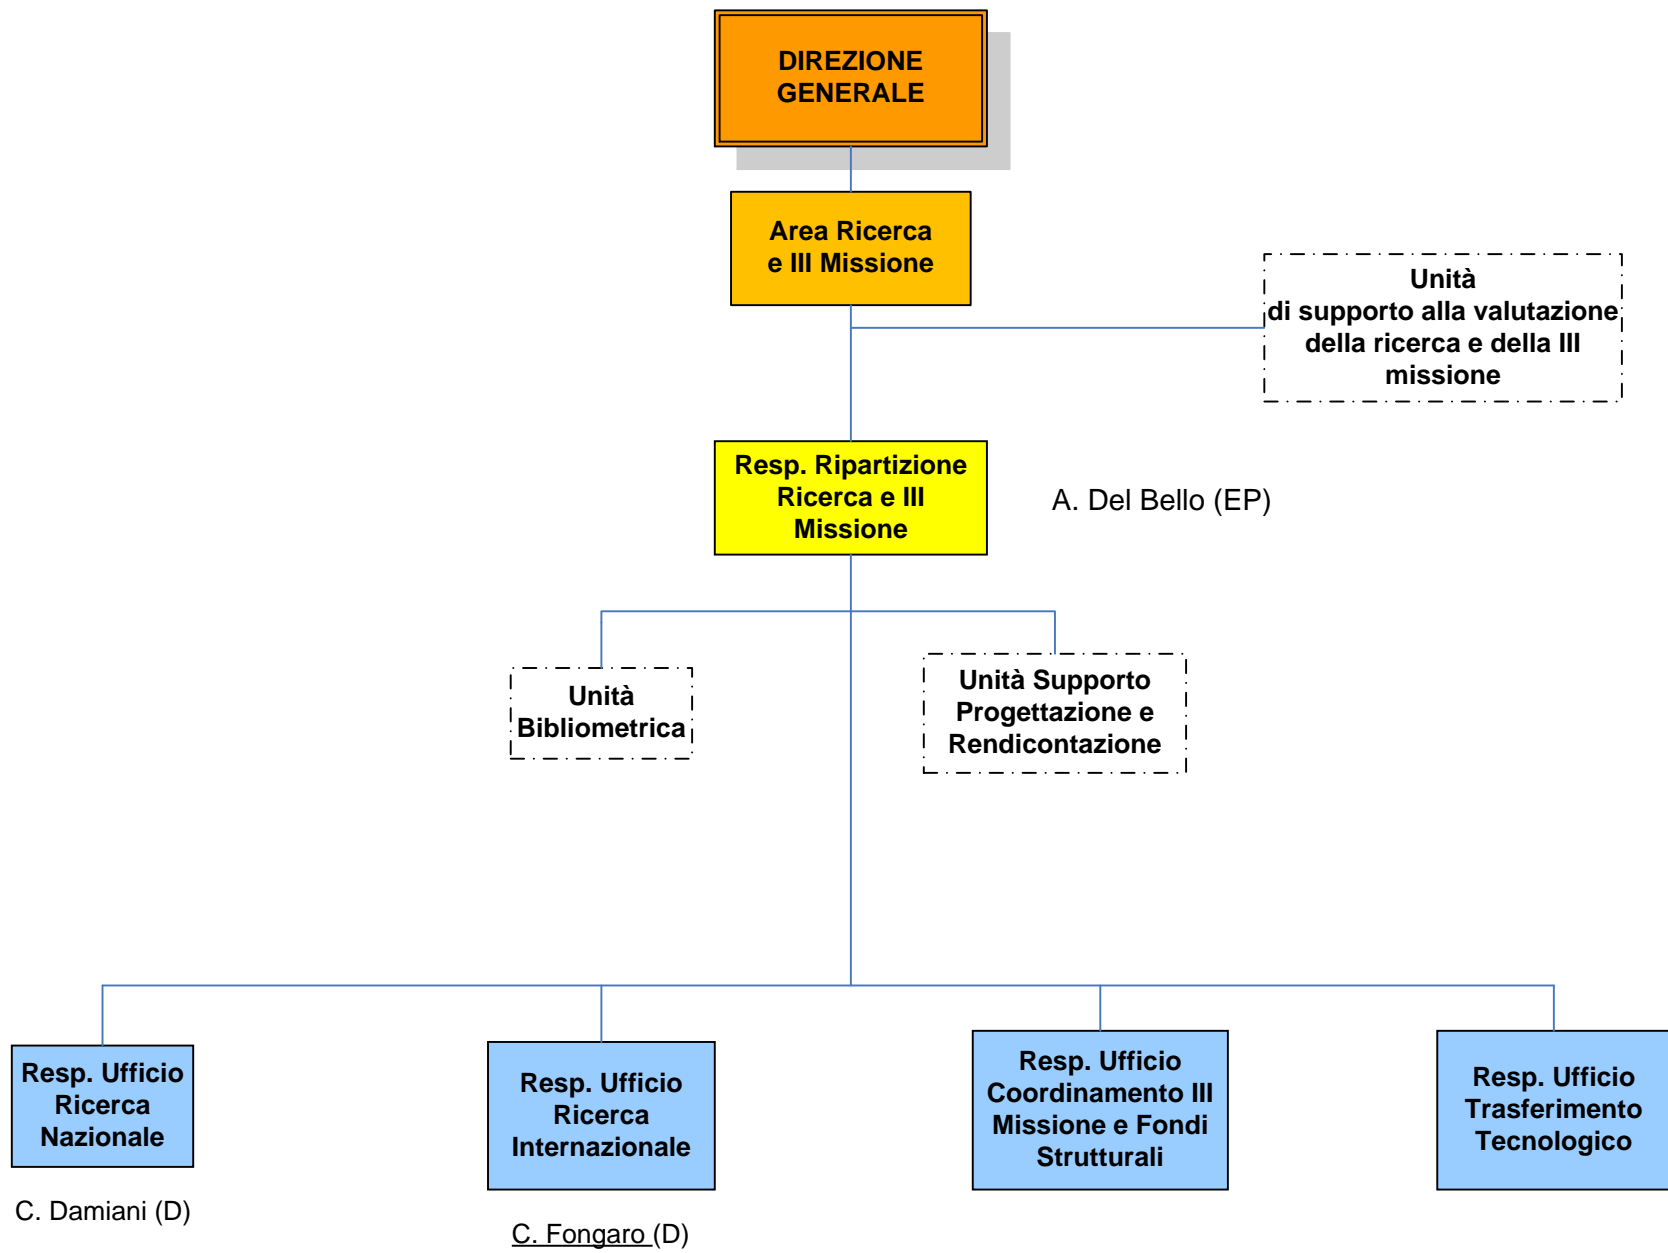 DIREZIONE
GENERALE
Area Ricerca
e III Missione
Unità
di supporto alla valutazione
della ricerca e della III
missione
Resp. Ripartizione
Ricerca e III
Missione
A. Del Bello (EP)
Unità
Bibliometrica
Unità Supporto
Progettazione e
Rendicontazione
Resp. Ufficio
Ricerca
Nazionale
C. Damiani (D)
Resp. Ufficio
Ricerca
Internazionale
C. Fongaro (D)
Resp. Ufficio
Coordinamento III
Missione e Fondi
Strutturali
Resp. Ufficio
Trasferimento
Tecnologico